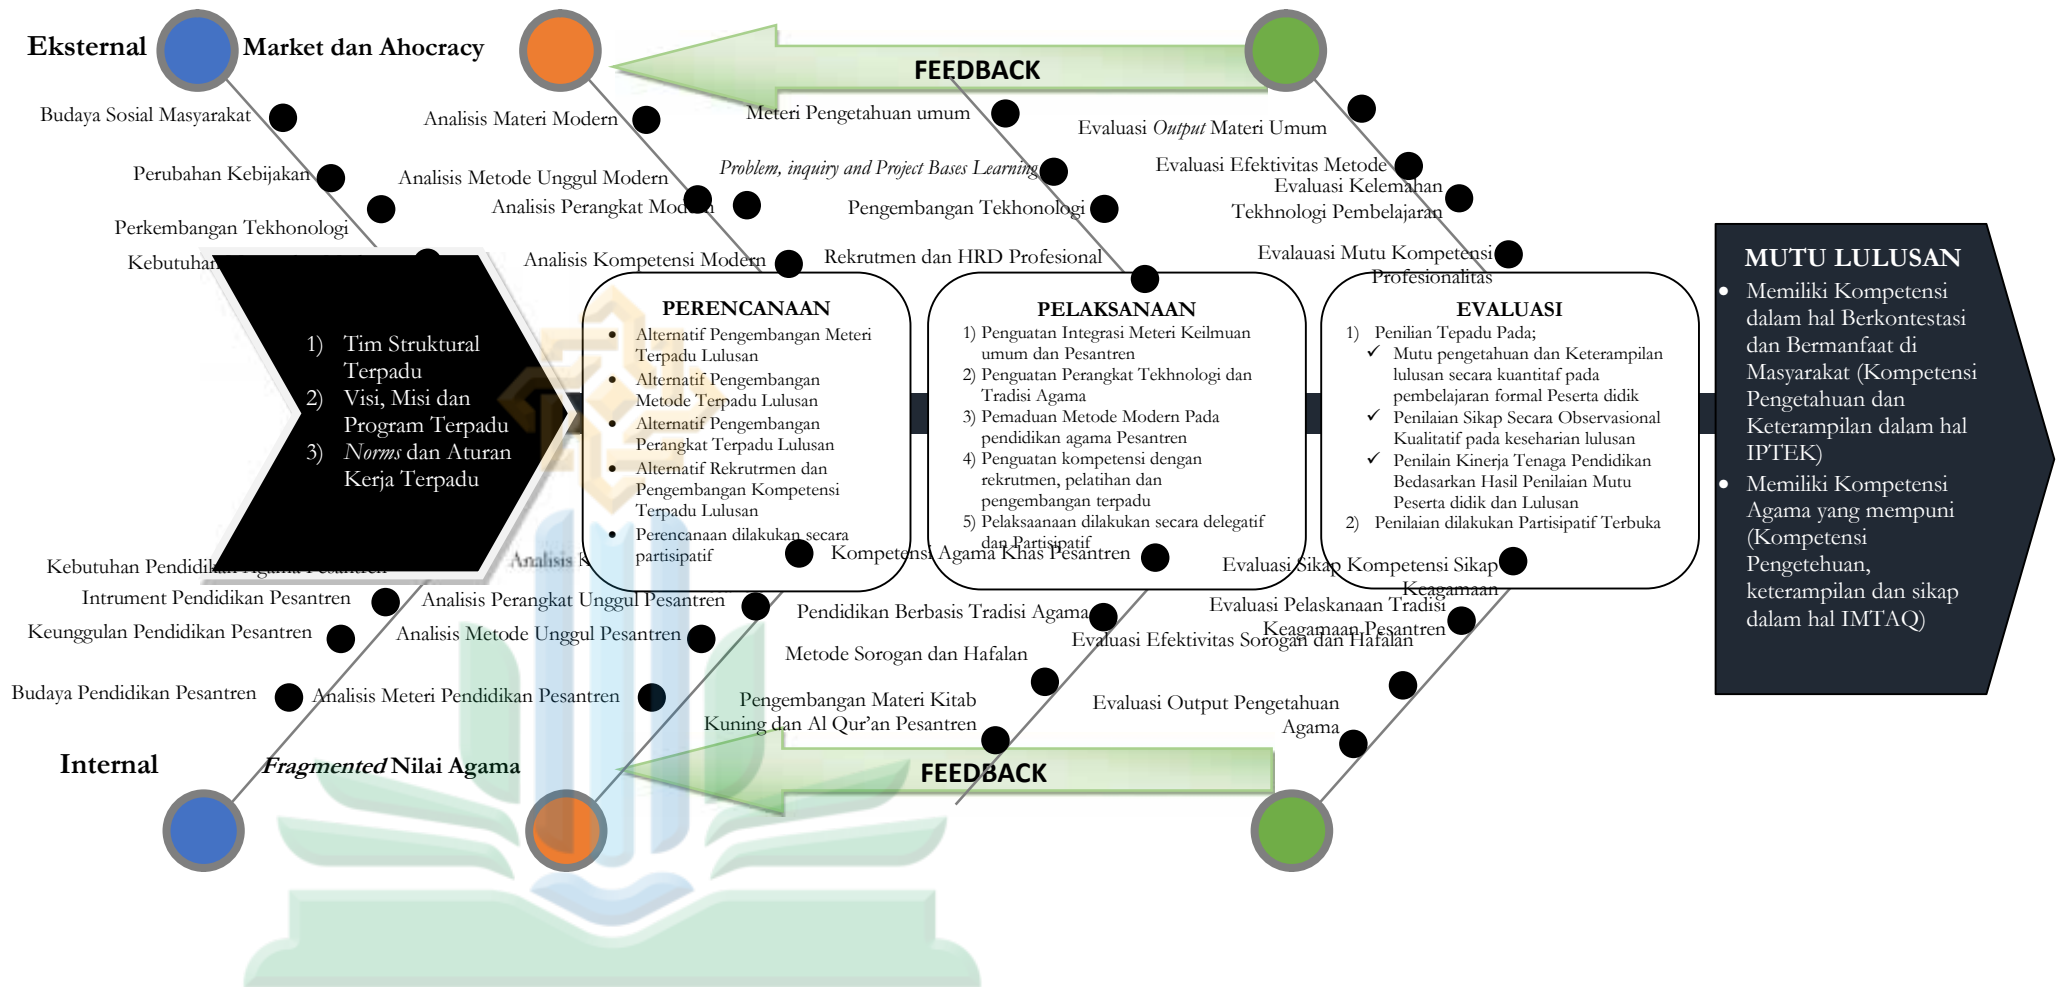 Eksternal
Market dan Ahocracy
FEEDBACK
Budaya Sosial Masyarakat
Perubahan Kebijakan
Perkembangan Tekhonologi
Kebutuhan
Analisis Materi Modern
Analisis Metode Unggul Modern
Analisis Perangkat Modern
Analisis Kompetensi Modern
Meteri Pengetahuan umum
Problem, inquiry and Project Bases Learning
Pengembangan Tekhonologi
Rekrutmen dan HRD Profesional
Evaluasi Output Materi Umum
Evaluasi Efektivitas Metode
Evaluasi Kelemahan
Tekhnologi Pembelajaran
Evalauasi Mutu Kompetensi
Profesionalitas
1) Tim Struktural
Terpadu
2) Visi, Misi dan
Program Terpadu
3) Norms dan Aturan
Kerja Terpadu
PERENCANAAN
• Alternatif Pengembangan Meteri
Terpadu Lulusan
• Alternatif Pengembangan
Metode Terpadu Lulusan
• Alternatif Pengembangan
Perangkat Terpadu Lulusan
• Alternatif Rekrutrmen dan
Pengembangan Kompetensi
Terpadu Lulusan
• Perencanaan dilakukan secara
partisipatif
PELAKSANAAN
1) Penguatan Integrasi Meteri Keilmuan
umum dan Pesantren
2) Penguatan Perangkat Tekhnologi dan
Tradisi Agama
3) Pemaduan Metode Modern Pada
pendidikan agama Pesantren
4) Penguatan kompetensi dengan
rekrutmen, pelatihan dan
pengembangan terpadu
5) Pelaksanaan dilakukan secara delegatif
dan Partisipatif
EVALUASI
1) Penilian Tepadu Pada;
✓ Mutu pengetahuan dan Keterampilan
lulusan secara kuantitaf pada
pembelajaran formal Peserta didik
✓ Penilaian Sikap Secara Observasional
Kualitatif pada keseharian lulusan
✓ Penilain Kinerja Tenaga Pendidikan
Bedasarkan Hasil Penilaian Mutu
Peserta didik dan Lulusan
2) Penilaian dilakukan Partisipatif Terbuka
MUTU LULUSAN
• Memiliki Kompetensi
dalam hal Berkontestasi
dan Bermanfaat di
Masyarakat (Kompetensi
Pengetahuan dan
Keterampilan dalam hal
IPTEK)
• Memiliki Kompetensi
Agama yang mempuni
(Kompetensi
Pengetehuan,
keterampilan dan sikap
dalam hal IMTAQ)
Kebutuhan Pendidikan Agama Pesantren
Intrument Pendidikan Pesantren
Keunggulan Pendidikan Pesantren
Budaya Pendidikan Pesantren
Analisis
Analisis Perangkat Unggul Pesantren
Analisis Metode Unggul Pesantren
Analisis Meteri Pendidikan Pesantren
Kompetensi Agama Khas Pesantren
Pendidikan Berbasis Tradisi Agama
Metode Sorogan dan Hafalan
Pengembangan Materi Kitab
Kuning dan Al Qur'an Pesantren
Evaluasi Sikap Kompetensi Sikap
Keagamaan
Evaluasi Pelaskanaan Tradisi
Keagamaan Pesantren
Evaluasi Efektivitas Sorogan dan Hafalan
Evaluasi Output Pengetahuan
Agama
Internal
Fragmented Nilai Agama
FEEDBACK